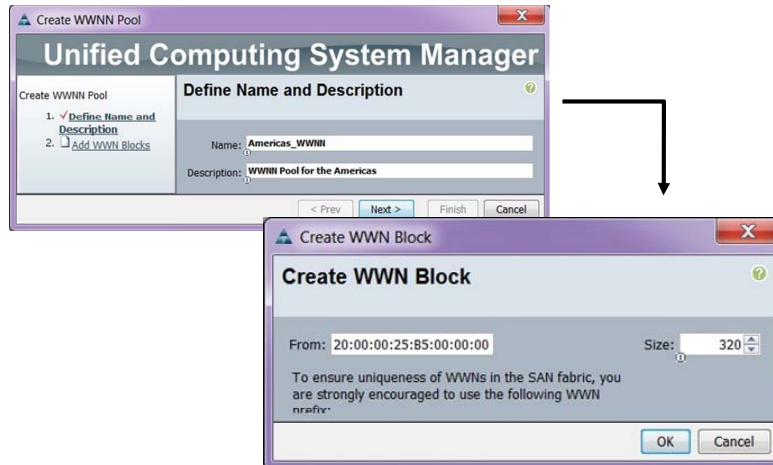 Create WWNN Pool
Unified Computing System Manager
Create WWNN Pool
1. √Define Name and
Description
2. Add WWN Blocks
Define Name and Description
Name: Americas_WWNN
Description: WWNN Pool for the Americas
< Prev Next > Finish Cancel
Create WWN Block
Create WWN Block
From: 20:00:00:25:B5:00:00:00 Size: 320
To ensure uniqueness of WWNs in the SAN fabric, you
are strongly encouraged to use the following WWN
prefix:
OK Cancel